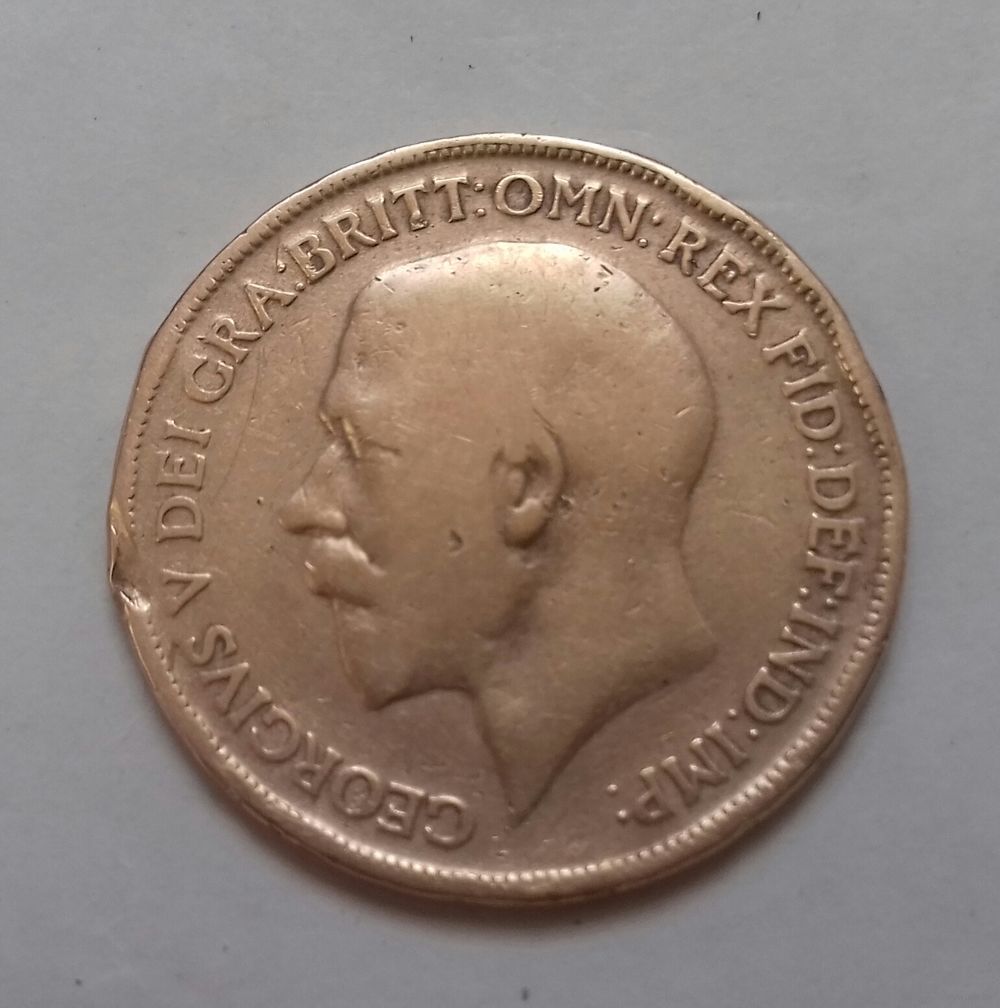 GEORGIVS V DEI GRA: BRITT: OMN: REX FID: DEF: IND: IMP: